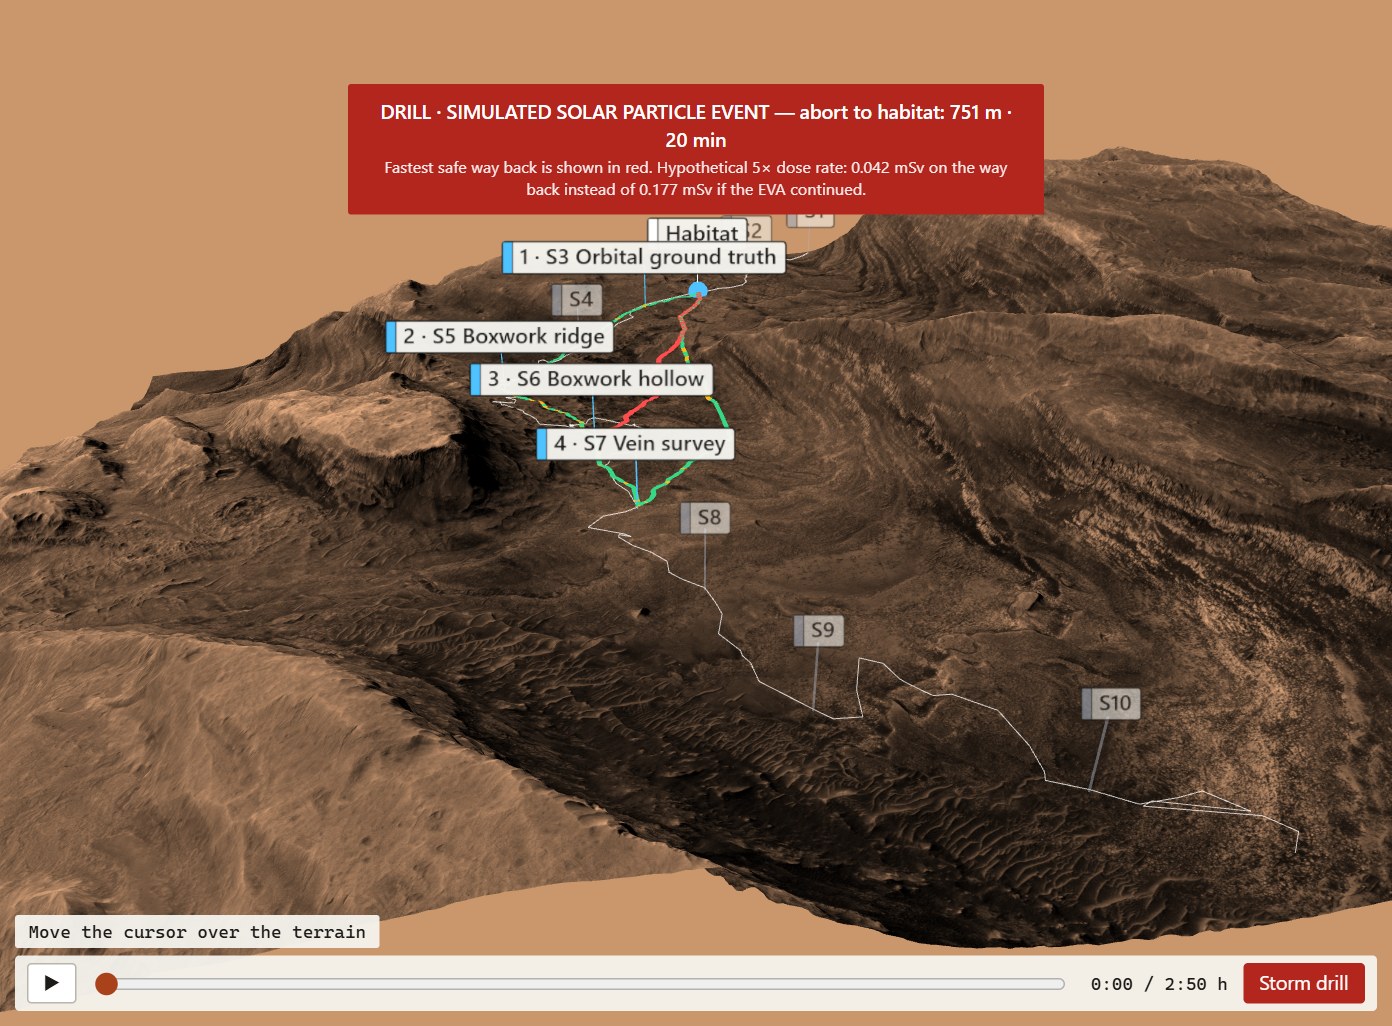 DRILL · SIMULATED SOLAR PARTICLE EVENT — abort to habitat: 751 m ·
20 min
Fastest safe way back is shown in red. Hypothetical 5× dose rate: 0.042 mSv on the way
back instead of 0.177 mSv if the EVA continued.
Habitat
1 · S3 Orbital ground truth
S4
2 · S5 Boxwork ridge
3 · S6 Boxwork hollow
4 · S7 Vein survey
S8
S9
S10
Move the cursor over the terrain
0:00 / 2:50 h
Storm drill